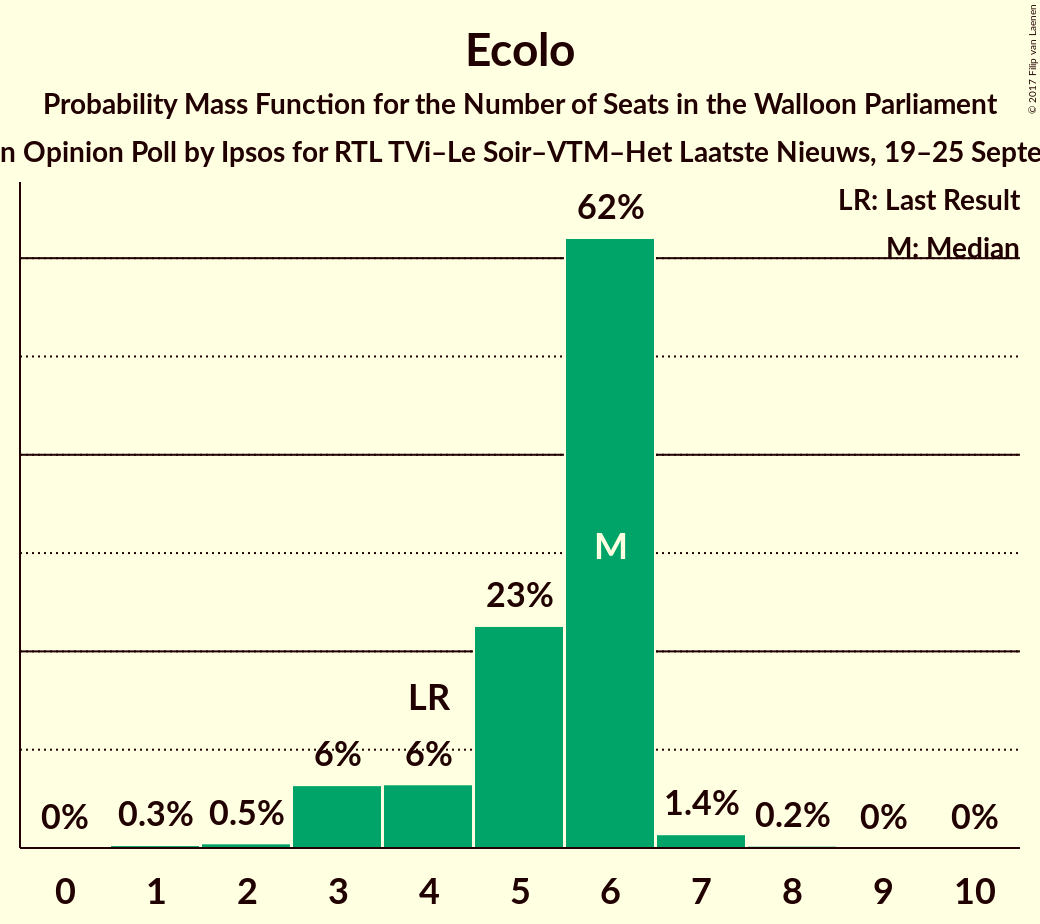 Ecolo
Probability Mass Function for the Number of Seats in the Walloon Parliament
n Opinion Poll by Ipsos for RTL TVi–Le Soir–VTM–Het Laatste Nieuws, 19–25 Septe
© 2017 Filip van Laenen
LR: Last Result
M: Median
62%
M
23%
LR
6% 6%
0% 0.3% 0.5% 1.4% 0.2% 0% 0%
0 1 2 3 4 5 6 7 8 9 10